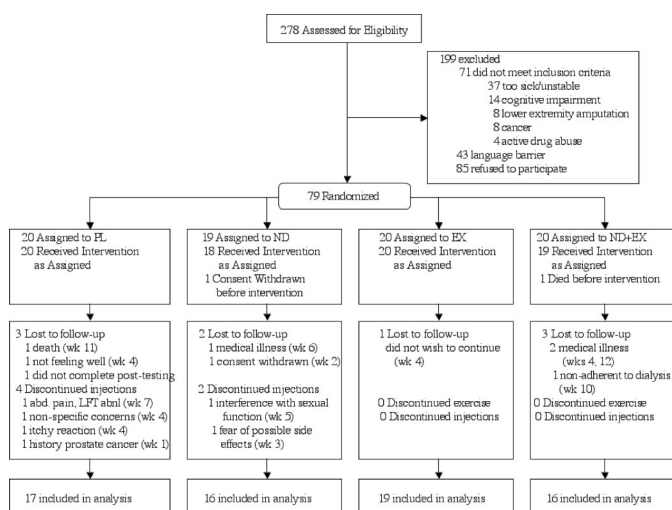 278 Assessed for Eligibility
199 excluded
71 did not meet inclusion criteria
37 too sick/unstable
14 cognitive impairment
8 lower extremity amputation
8 cancer
4 active drug abuse
43 language barrier
85 refused to participate
79 Randomized
20 Assigned to PL
20 Received Intervention
as Assigned
19 Assigned to ND
18 Received Intervention
as Assigned
1 Consent Withdrawn
before intervention
20 Assigned to EX
20 Received Intervention
as Assigned
20 Assigned to ND+EX
19 Received Intervention
as Assigned
1 Died before intervention
3 Lost to follow-up
1 death (wk 11)
1 not feeling well (wk 4)
1 did not complete post-testing
4 Discontinued injections
1 abd. pain, LFT abnl (wk 7)
1 non-specific concerns (wk 4)
1 itchy reaction (wk 4)
1 history prostate cancer (wk 1)
2 Lost to follow-up
1 medical illness (wk 6)
1 consent withdrawn (wk 2)
2 Discontinued injections
1 interference with sexual
function (wk 5)
1 fear of possible side
effects (wk 3)
1 Lost to follow-up
did not wish to continue
(wk 4)
0 Discontinued exercise
0 Discontinued injections
3 Lost to follow-up
2 medical illness
(wks 4, 12)
1 non-adherent to dialysis
(wk 10)
0 Discontinued exercise
0 Discontinued injections
17 included in analysis
16 included in analysis
19 included in analysis
16 included in analysis